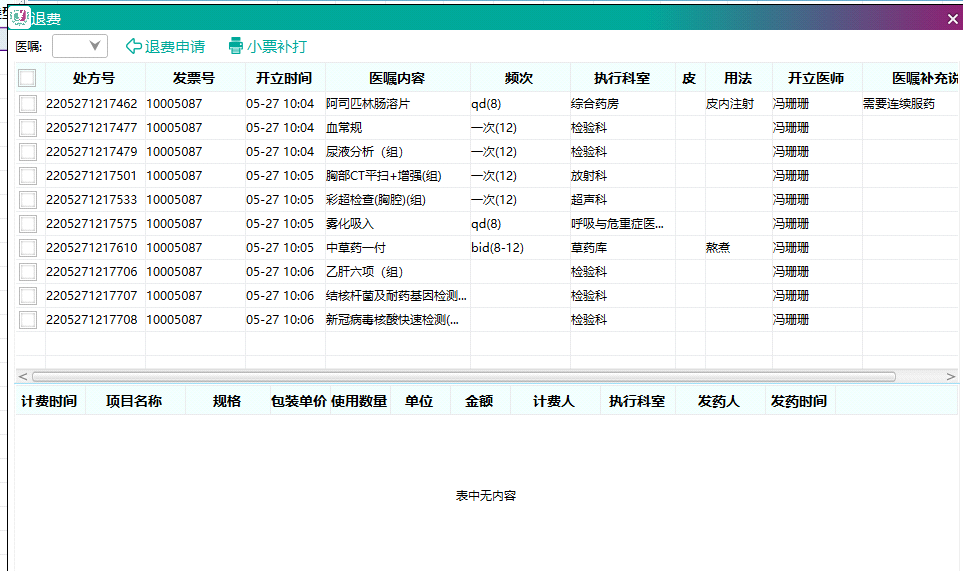 退费
医嘱: 退费申请 小票补打
处方号 发票号 开立时间 医嘱内容 频次 执行科室 皮 用法 开立医师 医嘱补充说
2205271217462 10005087 05-27 10:04 阿司匹林肠溶片 qd(8) 综合药房 皮内注射 冯珊珊 需要连续服药
2205271217477 10005087 05-27 10:04 血常规 一次(12) 检验科 冯珊珊
2205271217479 10005087 05-27 10:04 尿液分析（组） 一次(12) 检验科 冯珊珊
2205271217501 10005087 05-27 10:05 胸部CT平扫+增强(组) 一次(12) 放射科 冯珊珊
2205271217533 10005087 05-27 10:05 彩超检查(胸腔)(组) 一次(12) 超声科 冯珊珊
2205271217575 10005087 05-27 10:05 雾化吸入 qd(8) 呼吸与危重症医... 冯珊珊
2205271217610 10005087 05-27 10:05 中草药一付 bid(8-12) 草药库 熬煮 冯珊珊
2205271217706 10005087 05-27 10:06 乙肝六项（组） 检验科 冯珊珊
2205271217707 10005087 05-27 10:06 结核杆菌及耐药基因检测... 检验科 冯珊珊
2205271217708 10005087 05-27 10:06 新冠病毒核酸快速检测(... 检验科 冯珊珊
计费时间 项目名称 规格 包装单价 使用数量 单位 金额 计费人 执行科室 发药人 发药时间
表中无内容